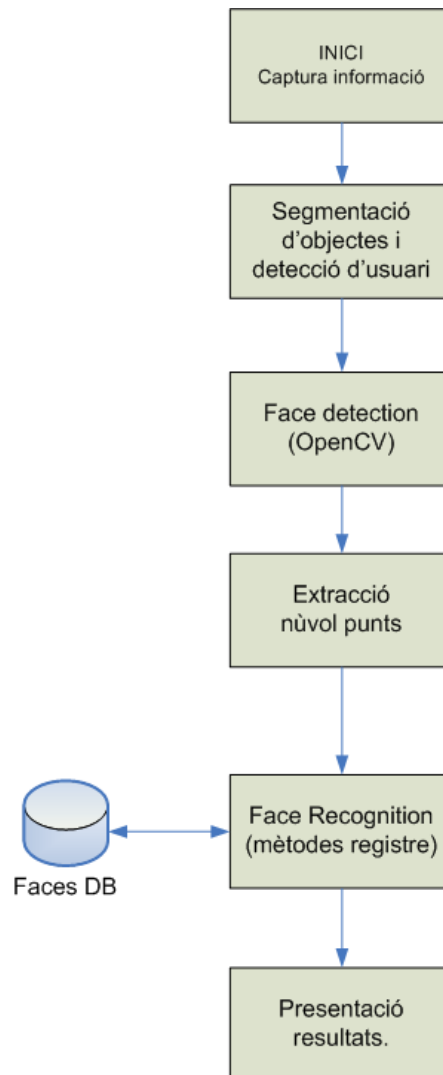 INICI
Captura informació
Segmentació
d'objectes i
detecció d'usuari
Face detection
(OpenCV)
Extracció
nùvol punts
Face Recognition
(mètodes registre)
Faces DB
Presentació
resultats.